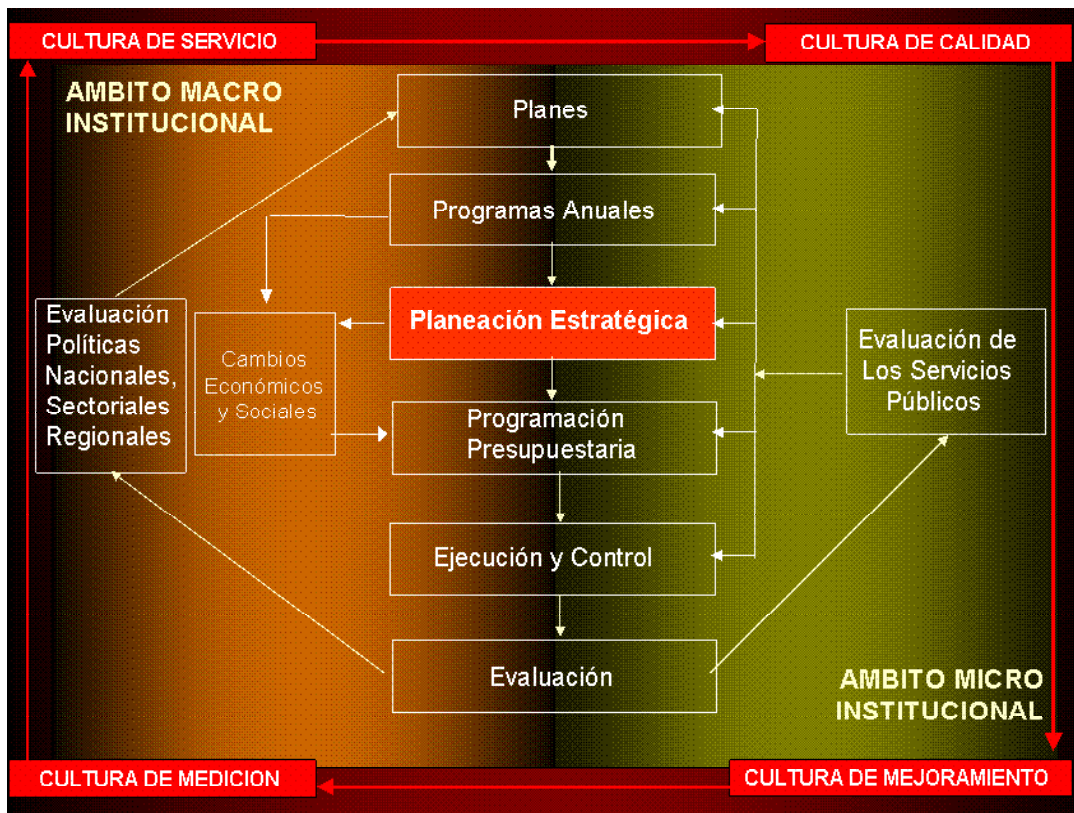 CULTURA DE SERVICIO
CULTURA DE CALIDAD
AMBITO MACRO
INSTITUCIONAL
Planes
Programas Anuales
Planeación Estratégica
Evaluación
Políticas
Nacionales,
Sectoriales
Regionales
Cambios
Económicos
y Sociales
Evaluación de
Los Servicios
Públicos
Programación
Presupuestaria
Ejecución y Control
Evaluación
AMBITO MICRO
INSTITUCIONAL
CULTURA DE MEDICION
CULTURA DE MEJORAMIENTO